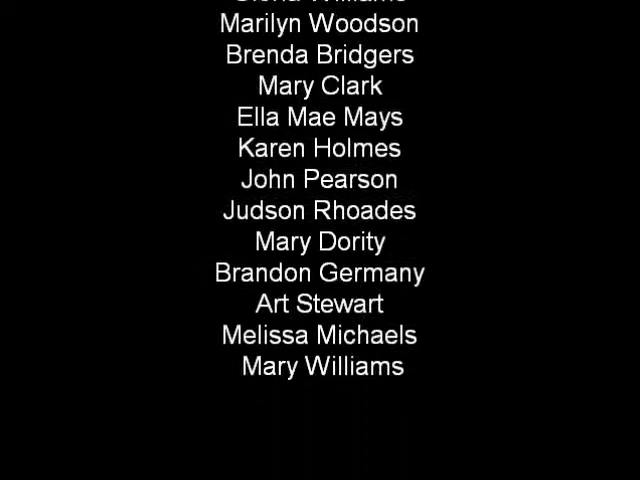 Marilyn Woodson
Brenda Bridgers
Mary Clark
Ella Mae Mays
Karen Holmes
John Pearson
Judson Rhoades
Mary Dority
Brandon Germany
Art Stewart
Melissa Michaels
Mary Williams